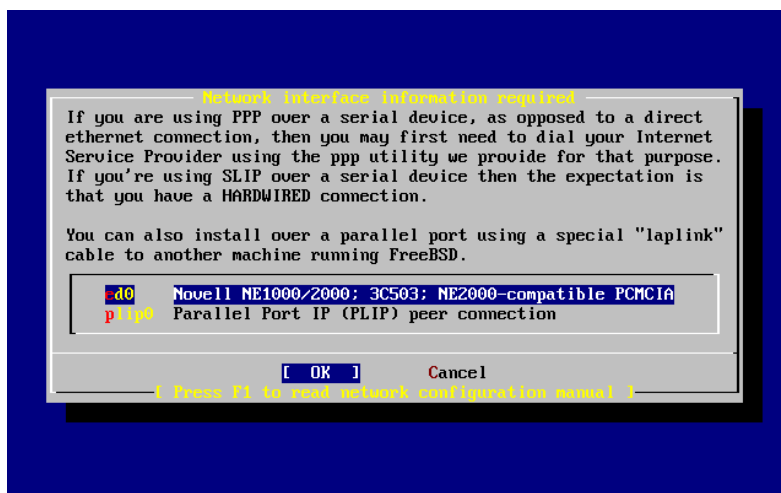 Network interface information required
If you are using PPP over a serial device, as opposed to a direct
ethernet connection, then you may first need to dial your Internet
Service Provider using the ppp utility we provide for that purpose.
If you're using SLIP over a serial device then the expectation is
that you have a HARDWIRED connection.
You can also install over a parallel port using a special "laplink"
cable to another machine running FreeBSD.
ed0 Novell NE1000/2000; 3C503; NE2000-compatible PCMCIA
plip0 Parallel Port IP (PLIP) peer connection
[ OK ] Cancel
[ Press F1 to read network configuration manual ]